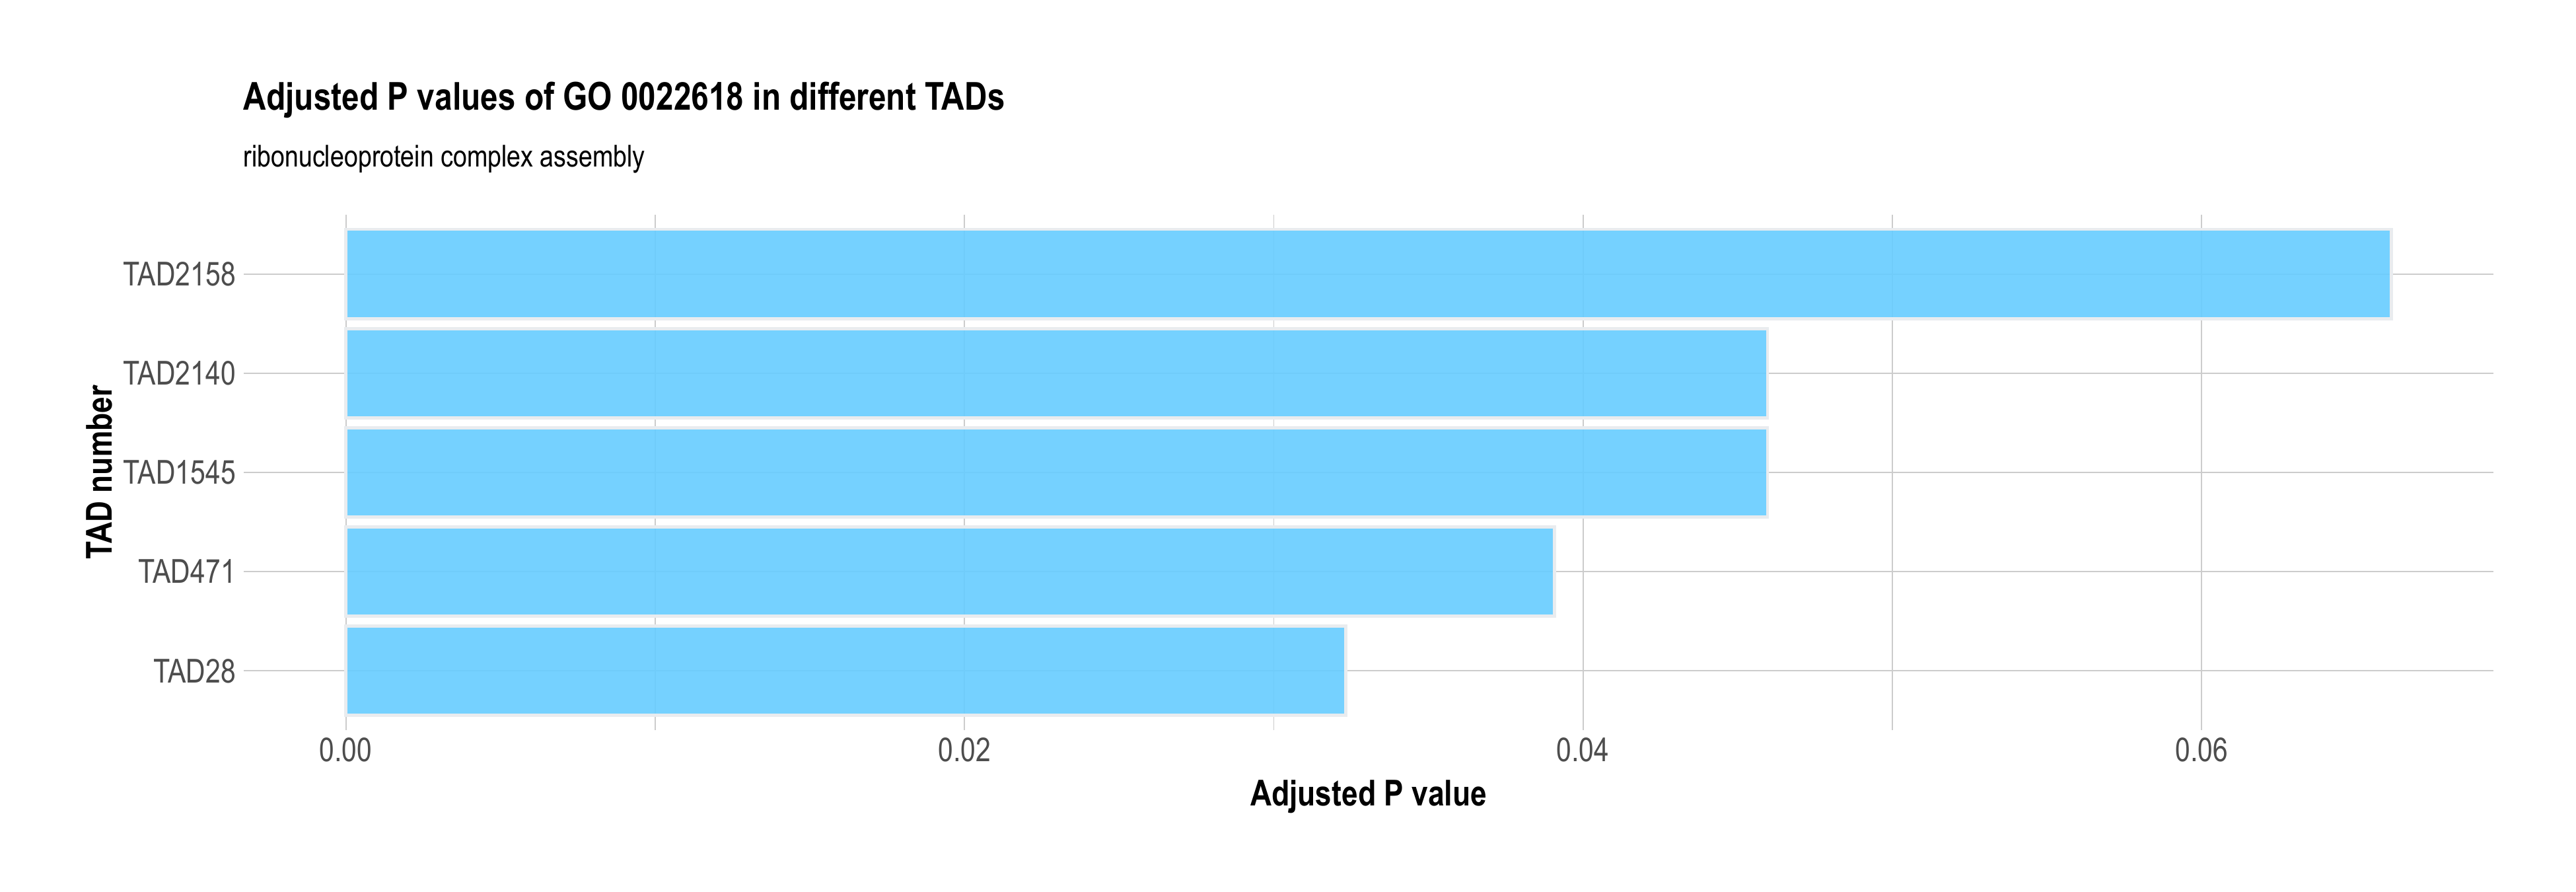 Adjusted P values of GO 0022618 in different TADs
ribonucleoprotein complex assembly
TAD number
TAD2158
TAD2140
TAD1545
TAD471
TAD28
0.00 0.02 0.04 0.06
Adjusted P value